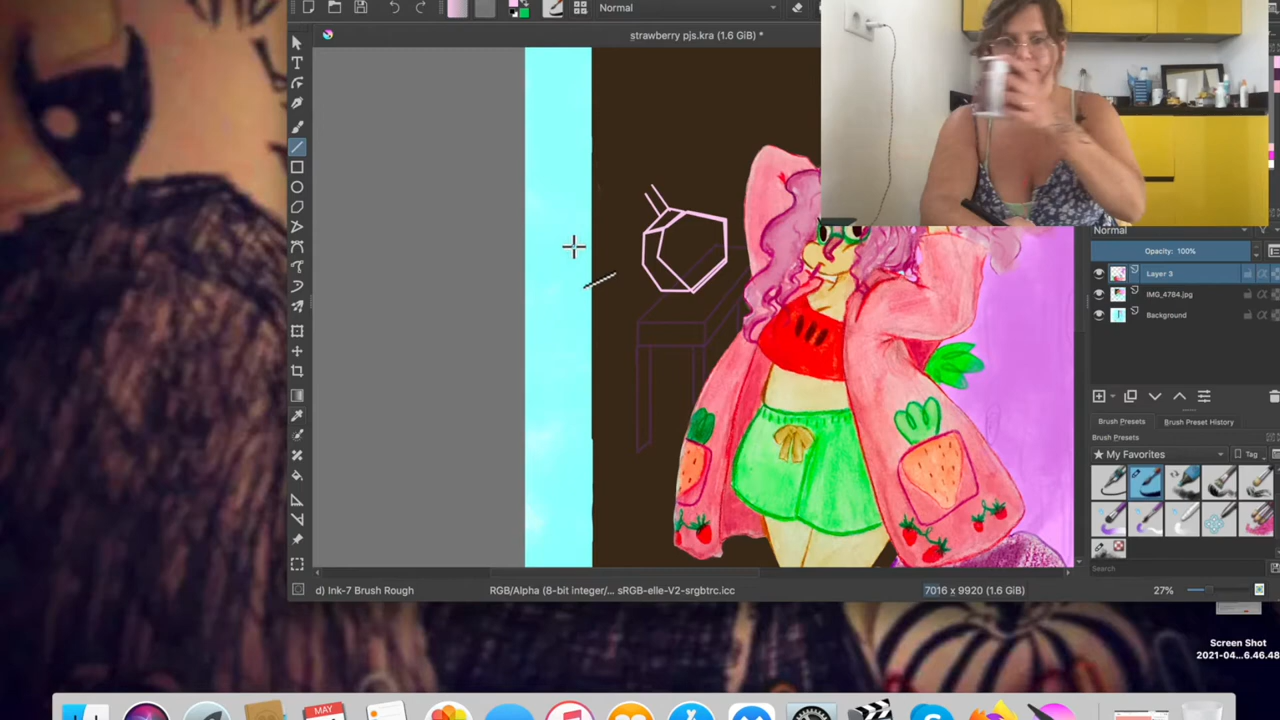 Normal
strawberry pjs.kra (1.6 GiB) *
Normal
Opacity: 100%
Layer 3
IMG_4784.jpg
Background
Brush Presets
Brush Preset History
Brush Presets
★ My Favorites
Tag
Search
d) Ink-7 Brush Rough
RGB/Alpha (8-bit integer/... sRGB-elle-V2-srgbtrc.icc
7016 x 9920 (1.6 GiB)
27%
Screen Shot
2021-04...6.46.48
MAY